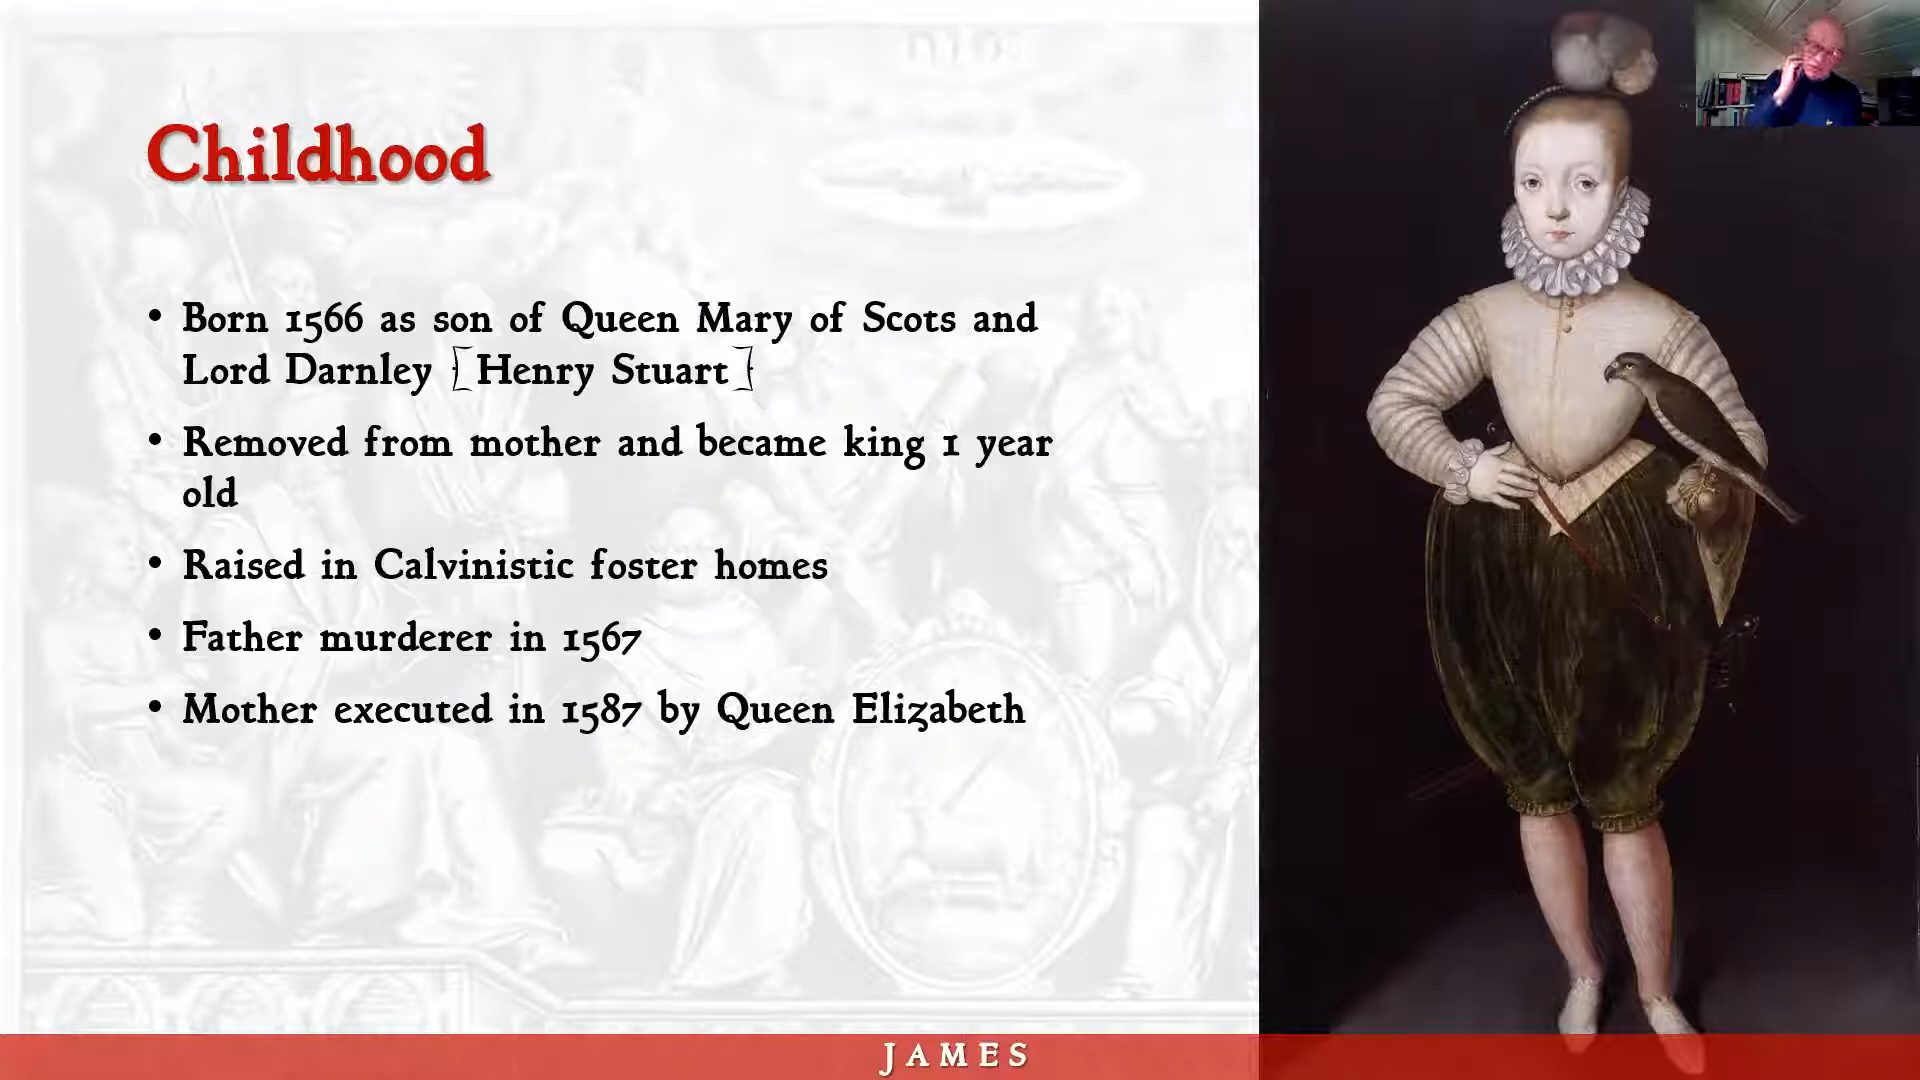 Childhood
• Born 1566 as son of Queen Mary of Scots and
Lord Darnley [Henry Stuart]
• Removed from mother and became king 1 year
old
• Raised in Calvinistic foster homes
• Father murderer in 1567
• Mother executed in 1587 by Queen Elizabeth
JAMES